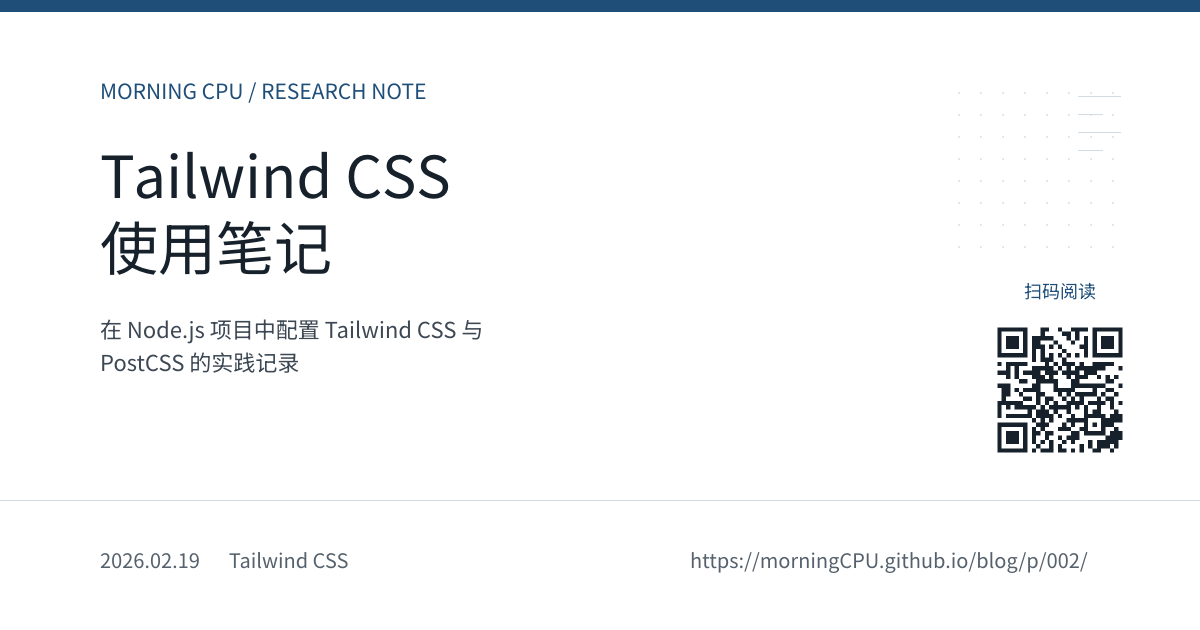 MORNING CPU / RESEARCH NOTE
Tailwind CSS
使用笔记
在 Node.js 项目中配置 Tailwind CSS 与
PostCSS 的实践记录
扫码阅读
2026.02.19 Tailwind CSS
https://morningCPU.github.io/blog/p/002/